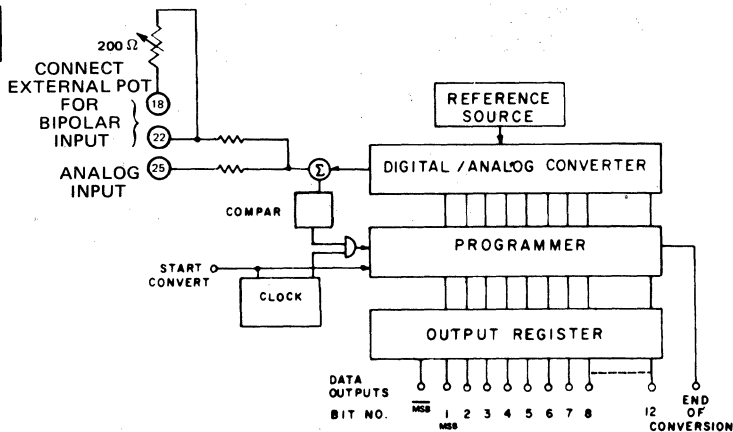 200 Ω
CONNECT
EXTERNAL POT
FOR
BIPOLAR
INPUT
18
22
25
ANALOG
INPUT
REFERENCE
SOURCE
DIGITAL / ANALOG CONVERTER
Σ
COMPAR
PROGRAMMER
START
CONVERT
CLOCK
OUTPUT REGISTER
DATA
OUTPUTS
BIT NO. MSB 1 2 3 4 5 6 7 8 12
MSB
END
OF
CONVERSION